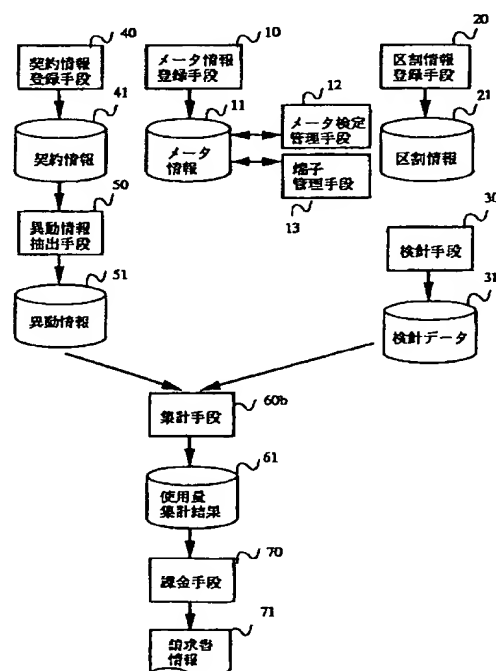 40
契約情報
登録手段
10
メータ情報
登録手段
20
区割情報
登録手段
41
契約情報
11
メータ
情報
12
メータ検定
管理手段
端子
管理手段
13
21
区割情報
50
異動情報
抽出手段
30
検針手段
51
異動情報
31
検針データ
集計手段
60b
61
使用量
集計結果
70
課金手段
71
請求書
情報